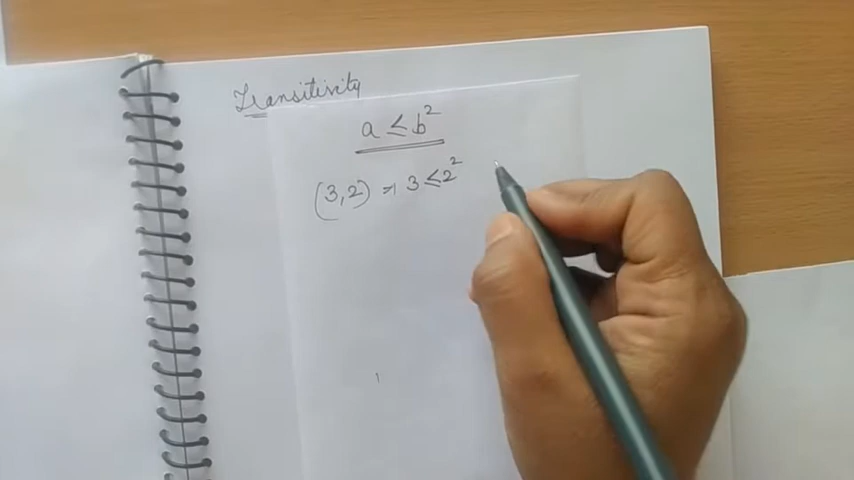 Transitivity
a ≤ b²
(3,2) ⇒ 3 ≤ 2²